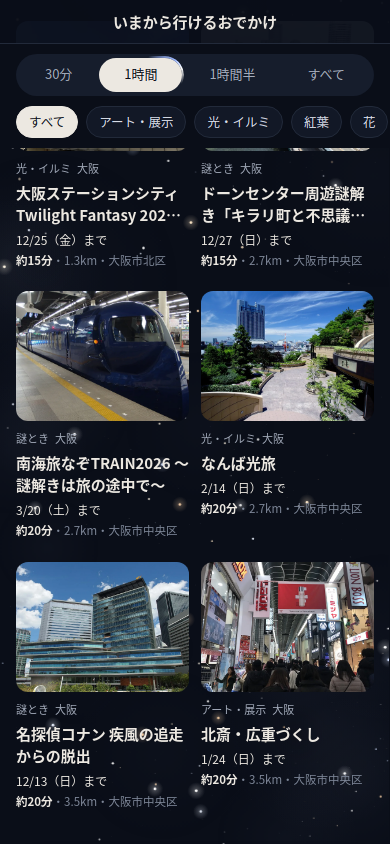 いまから行けるおでかけ
30分 1時間 1時間半 すべて
すべて アート・展示 光・イルミ 紅葉 花
光・イルミ 大阪
大阪ステーションシティ
Twilight Fantasy 202…
12/25（金）まで
約15分・1.3km・大阪市北区
謎とき 大阪
ドーンセンター周遊謎解
き「キラリ町と不思議…
12/27（日）まで
約15分・2.7km・大阪市中央区
謎とき 大阪
南海旅なぞTRAIN2026 〜
謎解きは旅の途中で〜
3/20（土）まで
約20分・2.7km・大阪市中央区
光・イルミ・大阪
なんば光旅
2/14（日）まで
約20分・2.7km・大阪市中央区
謎とき 大阪
名探偵コナン 疾風の追走
からの脱出
12/13（日）まで
約20分・3.5km・大阪市中央区
アート・展示 大阪
北斎・広重づくし
1/24（日）まで
約20分・3.5km・大阪市中央区